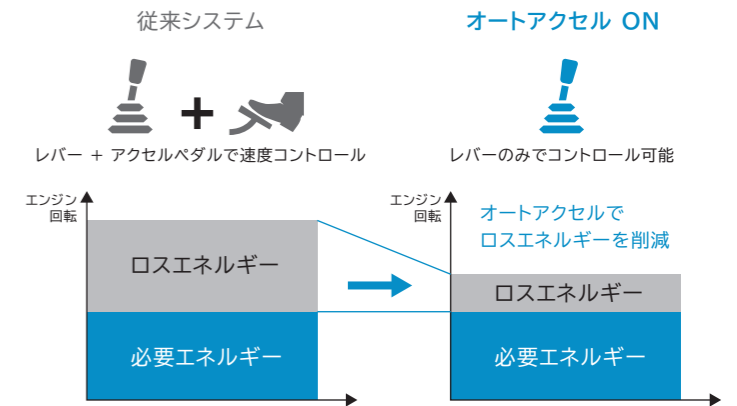 従来システム
オートアクセル ON
レバー + アクセルペダルで速度コントロール
レバーのみでコントロール可能
エンジン
回転
ロスエネルギー
必要エネルギー
エンジン
回転
オートアクセルで
ロスエネルギーを削減
ロスエネルギー
必要エネルギー